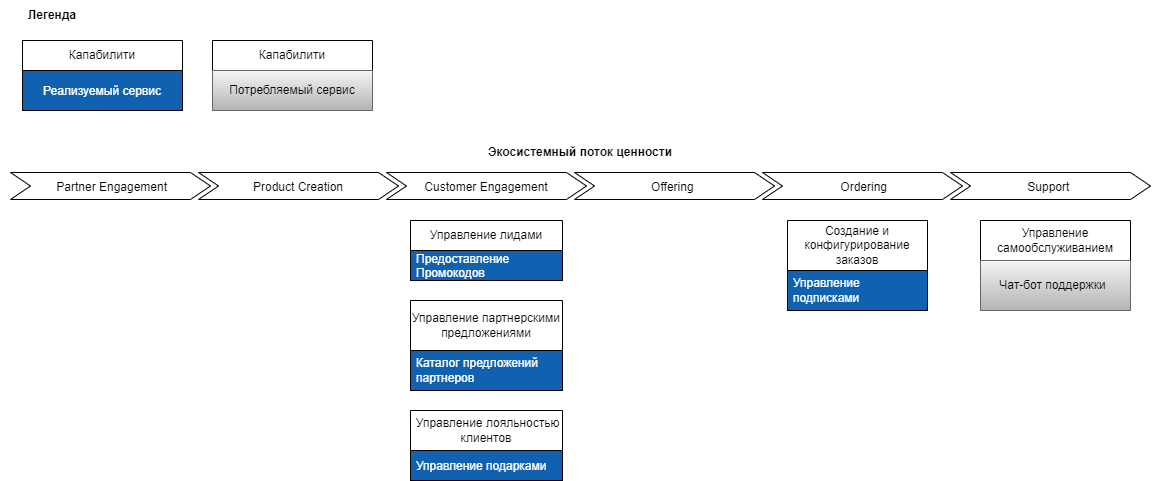 Легенда
Капабилити
Капабилити
Реализуемый сервис
Потребляемый сервис
Экосистемный поток ценности
Partner Engagement
Product Creation
Customer Engagement
Offering
Ordering
Support
Управление лидами
Предоставление
Промокодов
Управление партнерскими
предложениями
Каталог предложений
партнеров
Управление лояльностью
клиентов
Управление подарками
Создание и
конфигурирование
заказов
Управление
подписками
Управление
самообслуживанием
Чат-бот поддержки